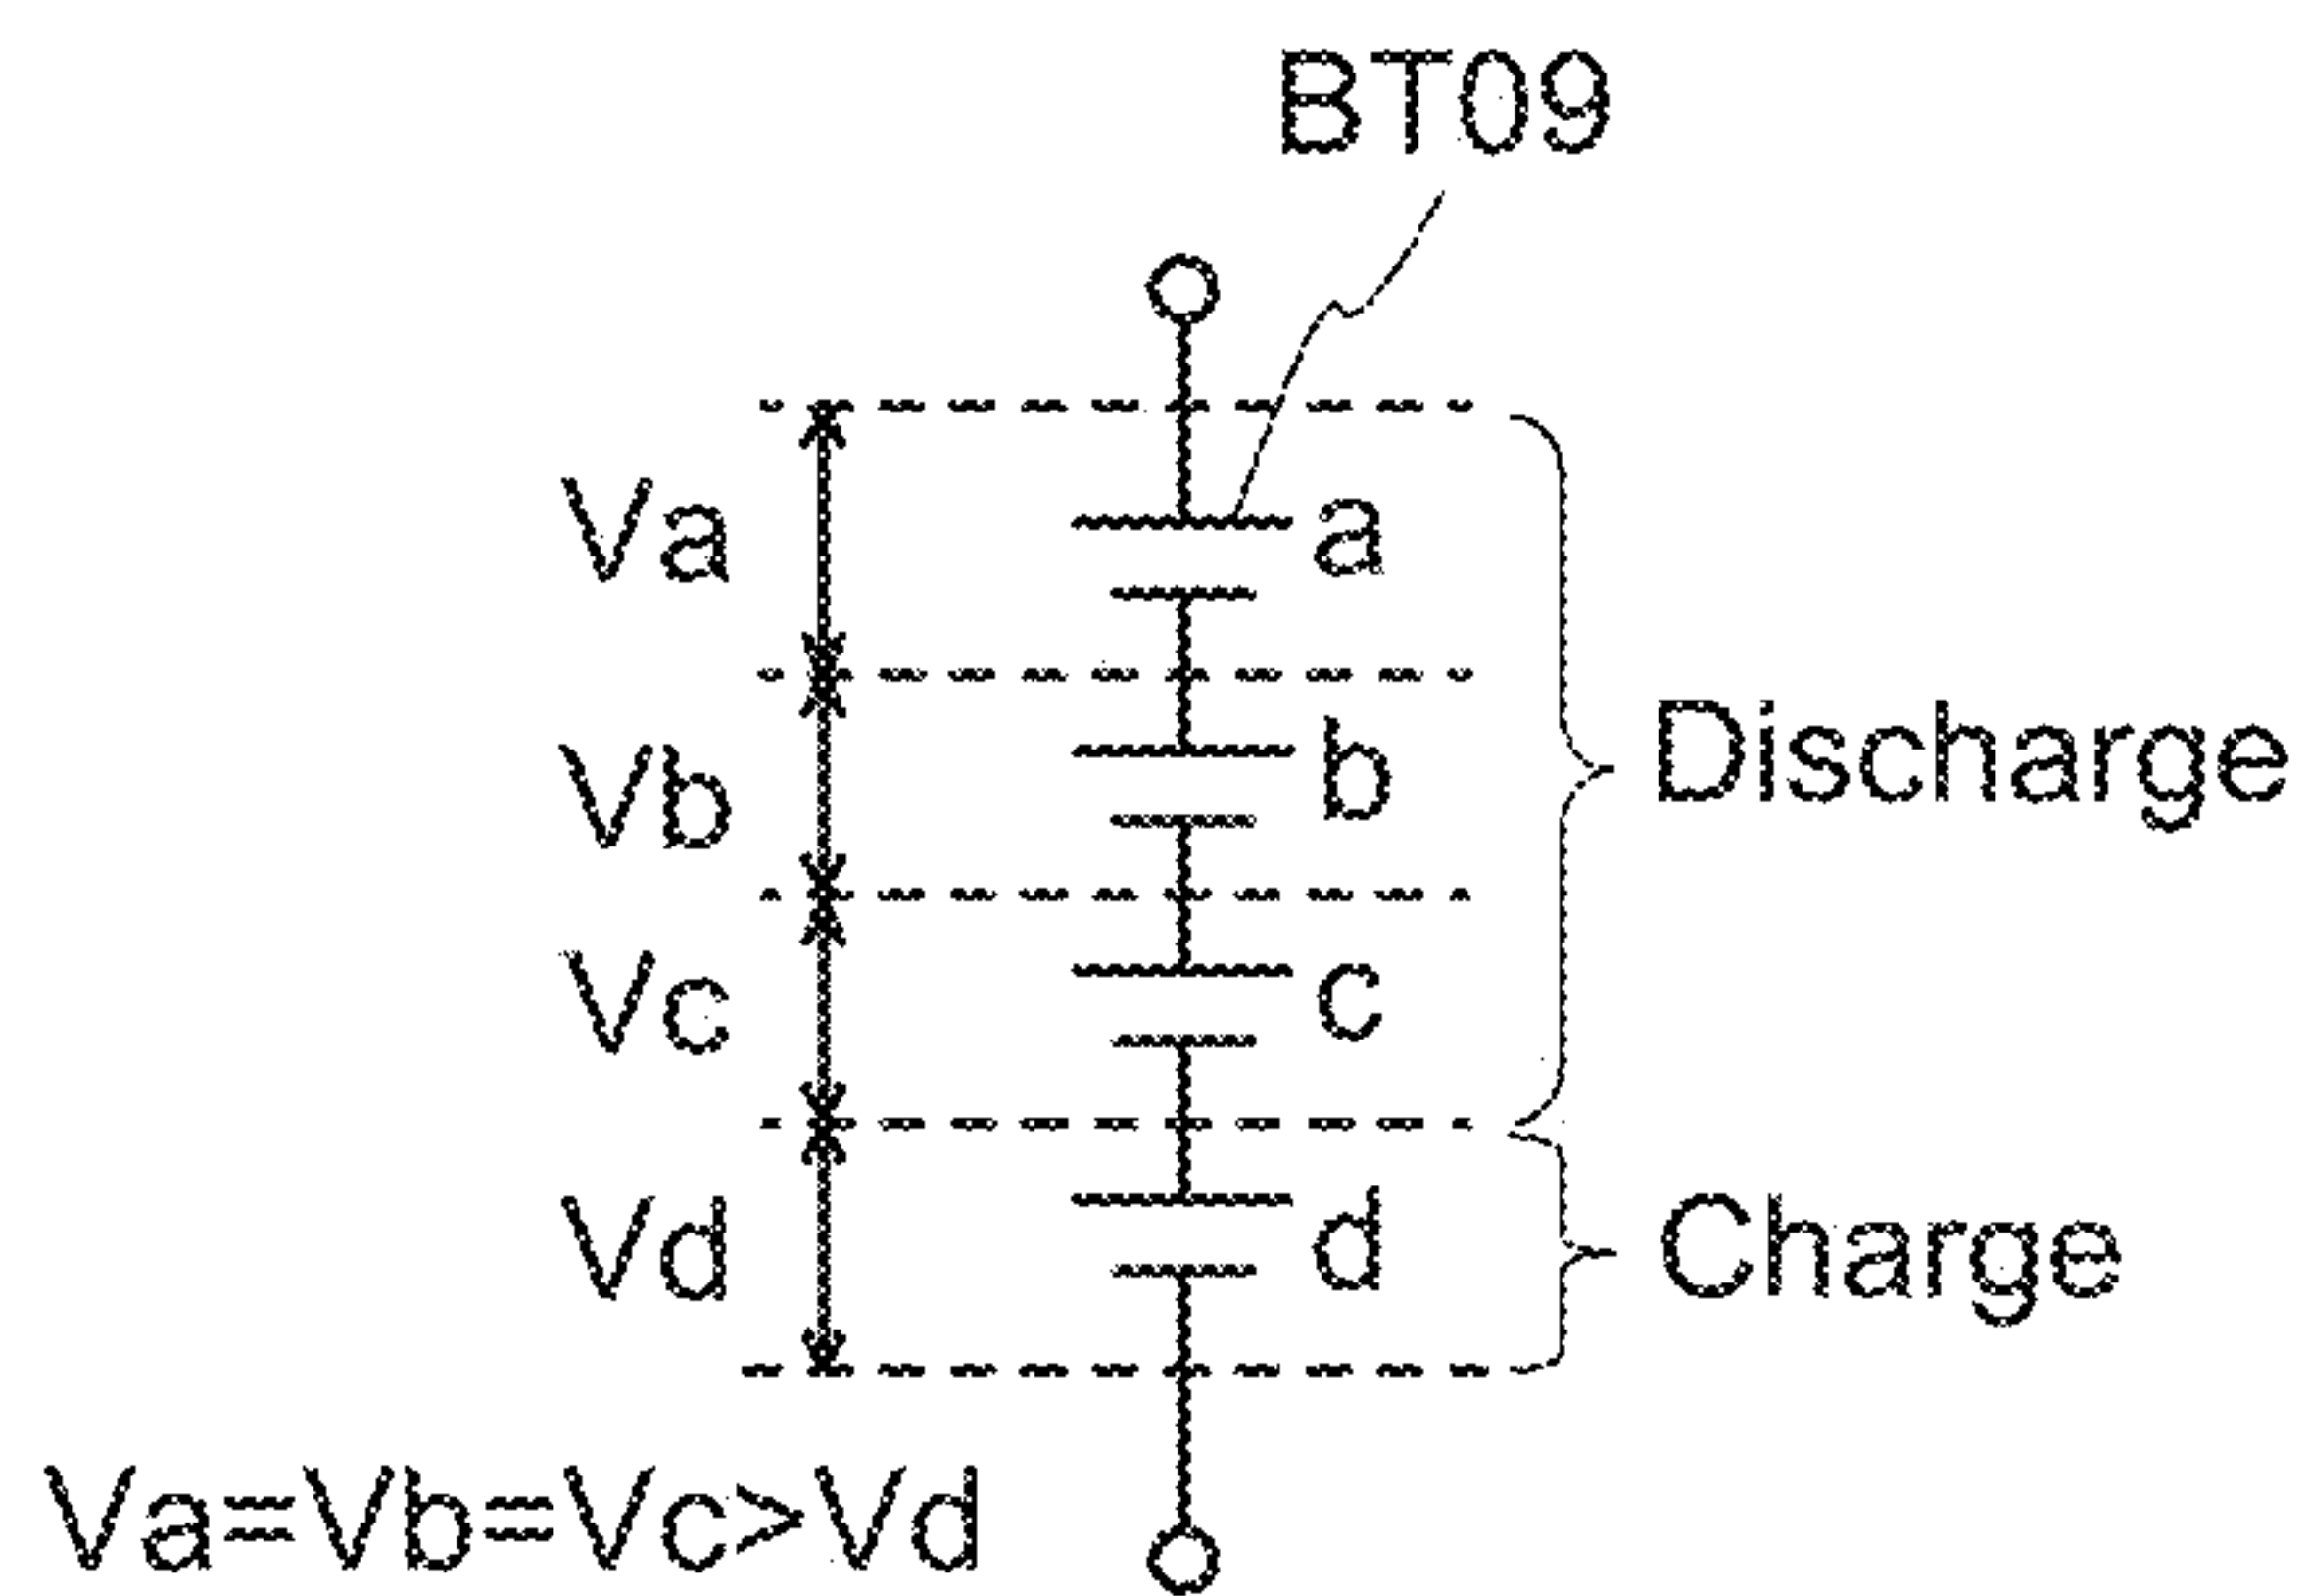 BT09
Va
a
Vb
b
Discharge
Vc
c
Vd
d
Charge
Va=Vb=Vc>Vd